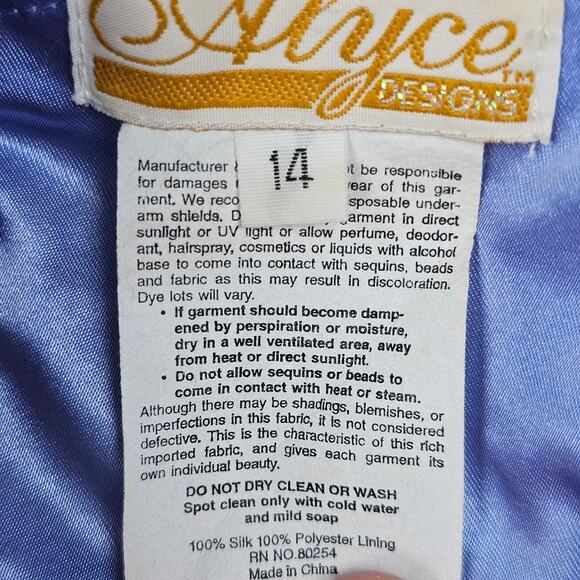 Allyce
DESIGNS™
14
Manufacturer t be responsible
for damages ear of this gar-
ment. We reco sposable under-
arm shields. D garment in direct
sunlight or UV light or allow perfume, deodor-
ant, hairspray, cosmetics or liquids with alcohol
base to come into contact with sequins, beads
and fabric as this may result in discoloration.
Dye lots will vary.
• If garment should become damp-
ened by perspiration or moisture,
dry in a well ventilated area, away
from heat or direct sunlight.
• Do not allow sequins or beads to
come in contact with heat or steam.
Although there may be shadings, blemishes, or
imperfections in this fabric, it is not considered
defective. This is the characteristic of this rich
imported fabric, and gives each garment its
own individual beauty.
DO NOT DRY CLEAN OR WASH
Spot clean only with cold water
and mild soap
100% Silk 100% Polyester Lining
RN NO.80254
Made in China